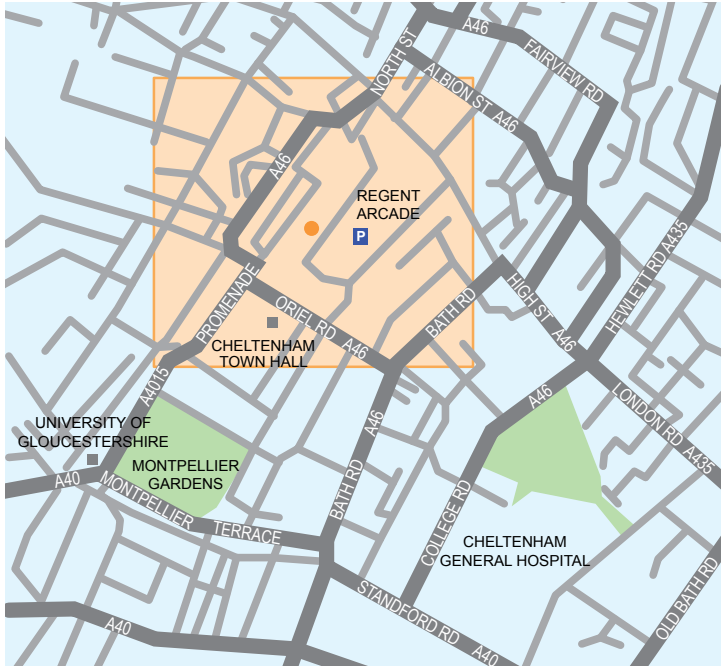 A46
FAIRVIEW RD
NORTH ST
ALBION ST A46
A46
REGENT
ARCADE
P
HEWLETT RD A435
PROMENADE
ORIEL RD A46
BATH RD
HIGH ST A46
CHELTENHAM
TOWN HALL
A4015
A46
A46
LONDON RD A435
UNIVERSITY OF
GLOUCESTERSHIRE
MONTPELLIER
GARDENS
A40
MONTPELLIER TERRACE
BATH RD
COLLEGE RD
CHELTENHAM
GENERAL HOSPITAL
STANDFORD RD A40
OLD BATH RD
A40